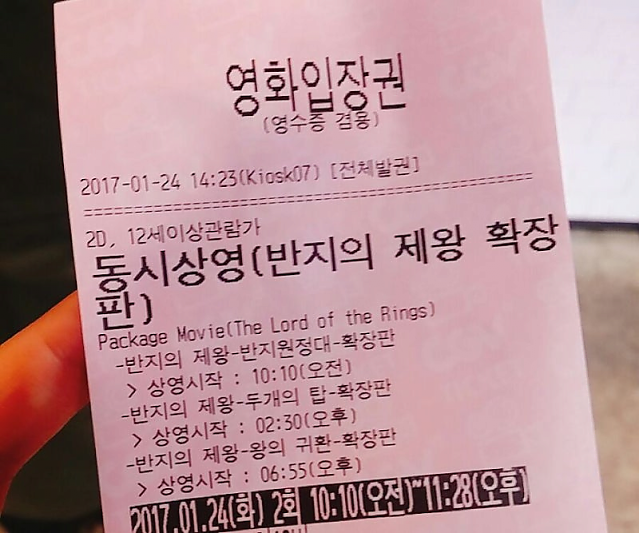 영화입장권
(영수증 겸용)
2017-01-24 14:23(Kiosk07) [전체발권]
================================================
2D, 12세이상관람가
동시상영(반지의 제왕 확장
판)
Package Movie(The Lord of the Rings)
-반지의 제왕-반지원정대-확장판
> 상영시작 : 10:10(오전)
-반지의 제왕-두개의 탑-확장판
> 상영시작 : 02:30(오후)
-반지의 제왕-왕의 귀환-확장판
> 상영시작 : 06:55(오후)
2017.01.24(화) 2회 10:10(오전)~11:28(오후)